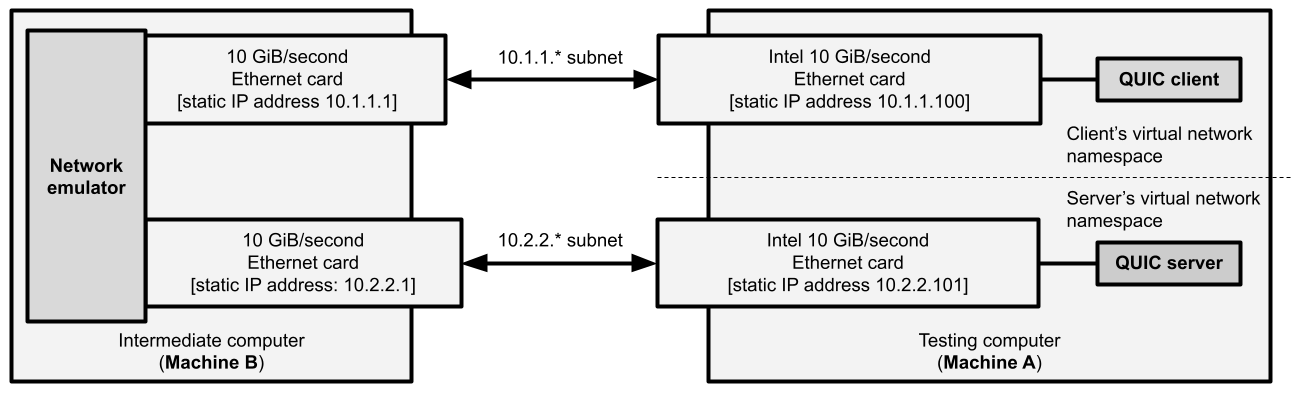 10 GiB/second
Ethernet card
[static IP address 10.1.1.1]
10.1.1.* subnet
Intel 10 GiB/second
Ethernet card
[static IP address 10.1.1.100]
QUIC client
Client's virtual network
namespace
Network
emulator
Server's virtual network
namespace
10 GiB/second
Ethernet card
[static IP address: 10.2.2.1]
10.2.2.* subnet
Intel 10 GiB/second
Ethernet card
[static IP address 10.2.2.101]
QUIC server
Intermediate computer
(Machine B)
Testing computer
(Machine A)